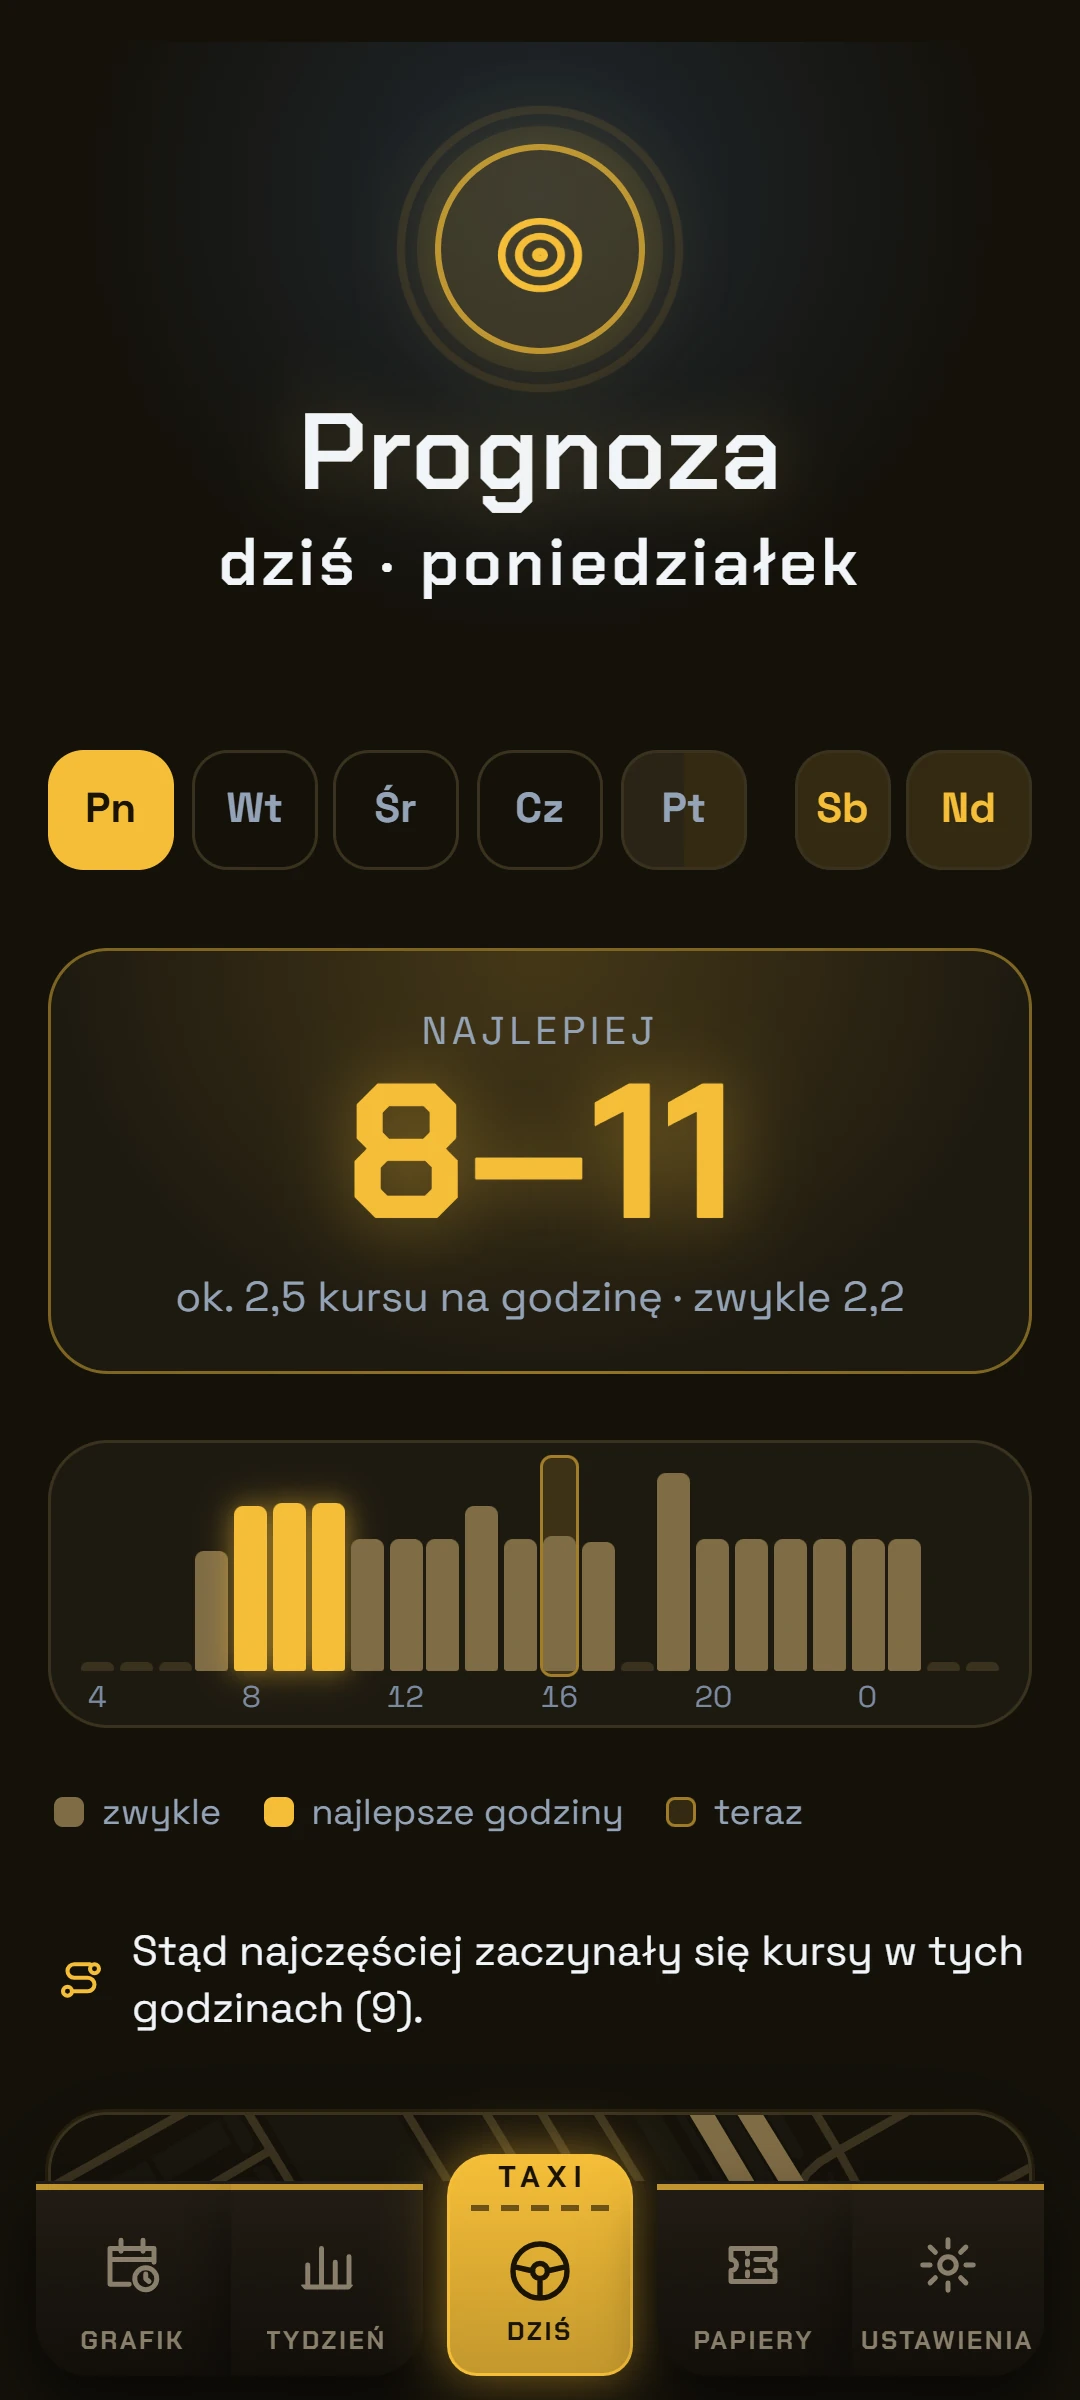 Prognoza
dziś · poniedziałek
Pn Wt Śr Cz Pt Sb Nd
NAJLEPIEJ
8–11
ok. 2,5 kursu na godzinę · zwykle 2,2
4 8 12 16 20 0
zwykle najlepsze godziny teraz
Stąd najczęściej zaczynały się kursy w tych
godzinach (9).
TAXI
GRAFIK TYDZIEŃ DZIŚ PAPIERY USTAWIENIA